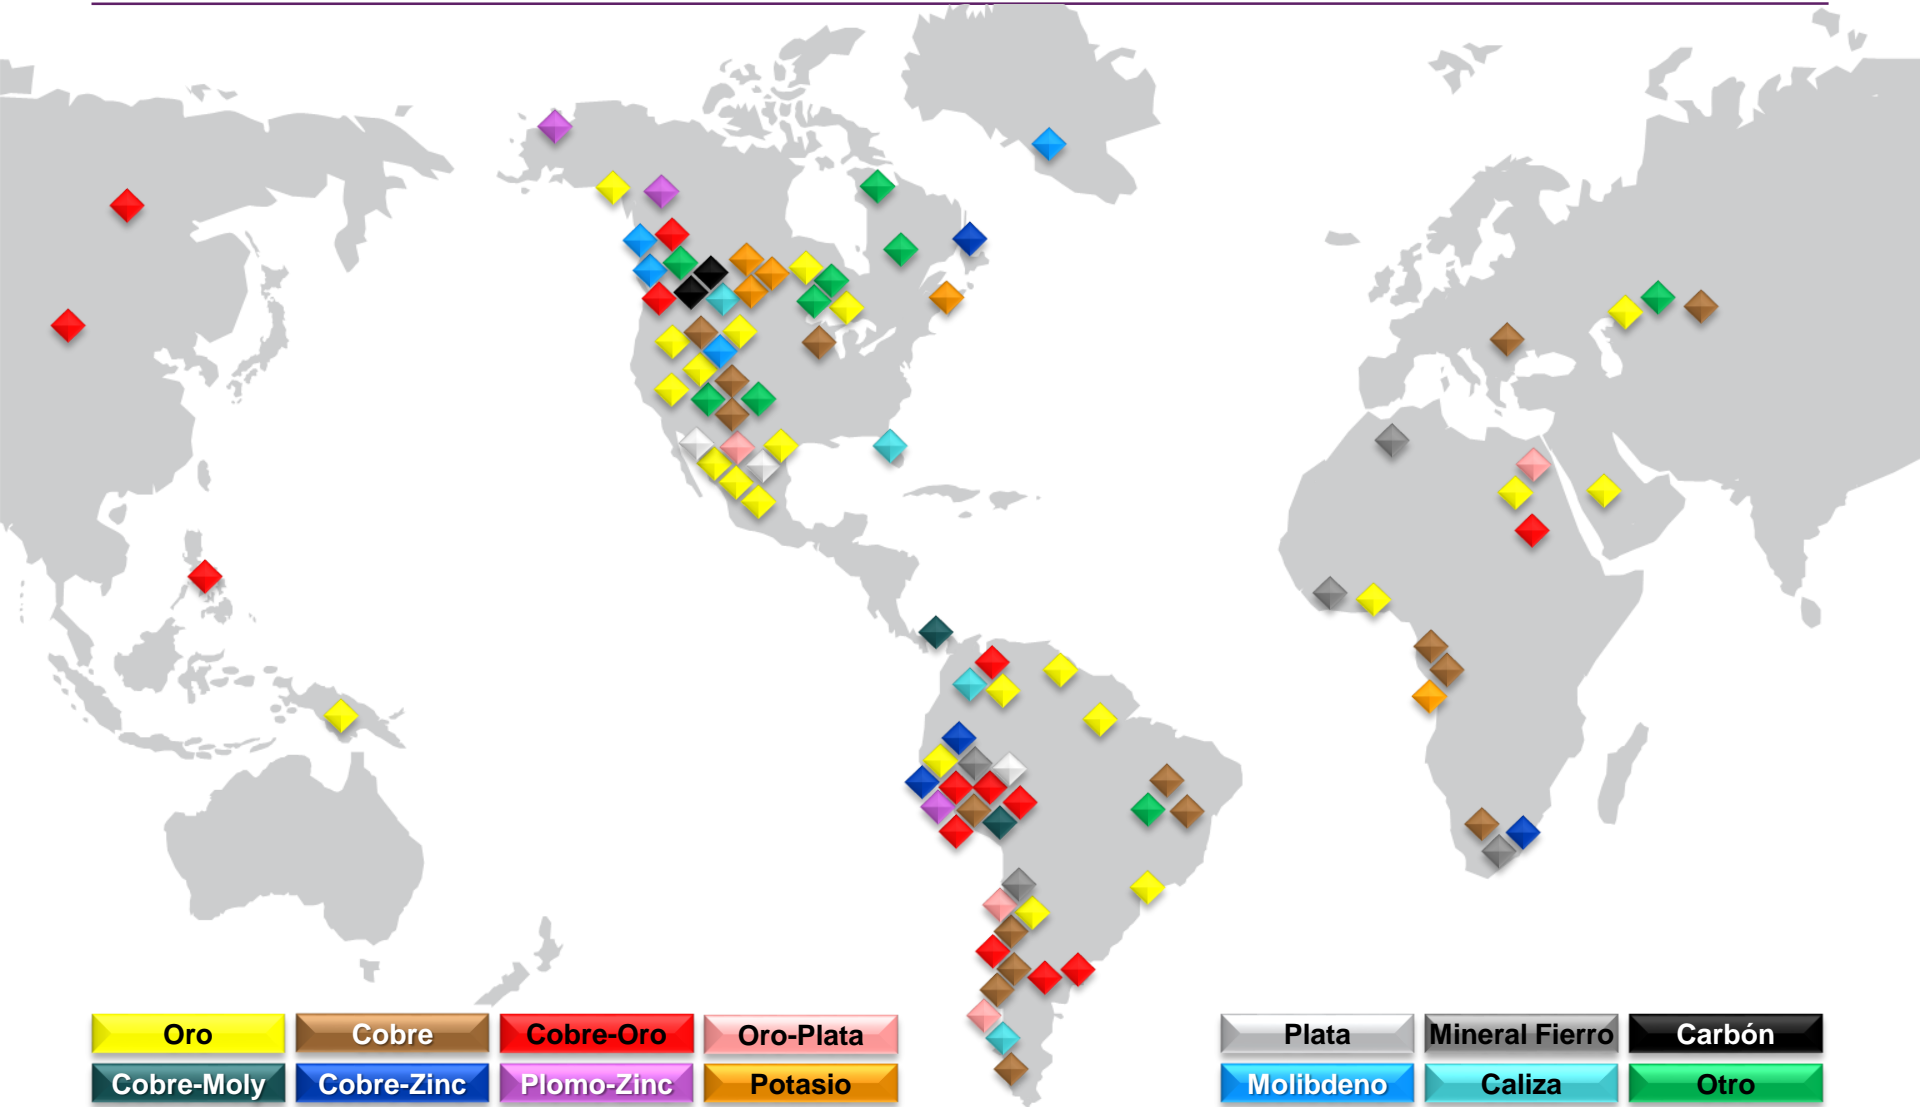 Oro
Cobre
Cobre-Oro
Oro-Plata
Plata
Mineral Fierro
Carbón
Cobre-Moly
Cobre-Zinc
Plomo-Zinc
Potasio
Molibdeno
Caliza
Otro